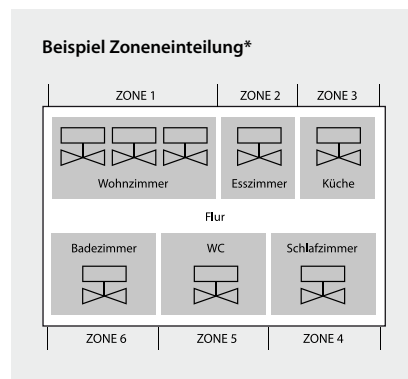 Beispiel Zoneneinteilung*
ZONE 1 ZONE 2 ZONE 3
Wohnzimmer Esszimmer Küche
Flur
Badezimmer WC Schlafzimmer
ZONE 6 ZONE 5 ZONE 4